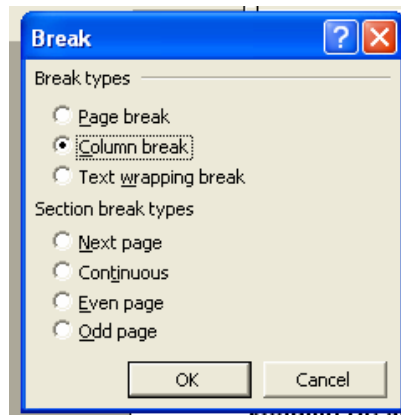 Break
Break types
Page break
Column break
Text wrapping break
Section break types
Next page
Continuous
Even page
Odd page
OK Cancel